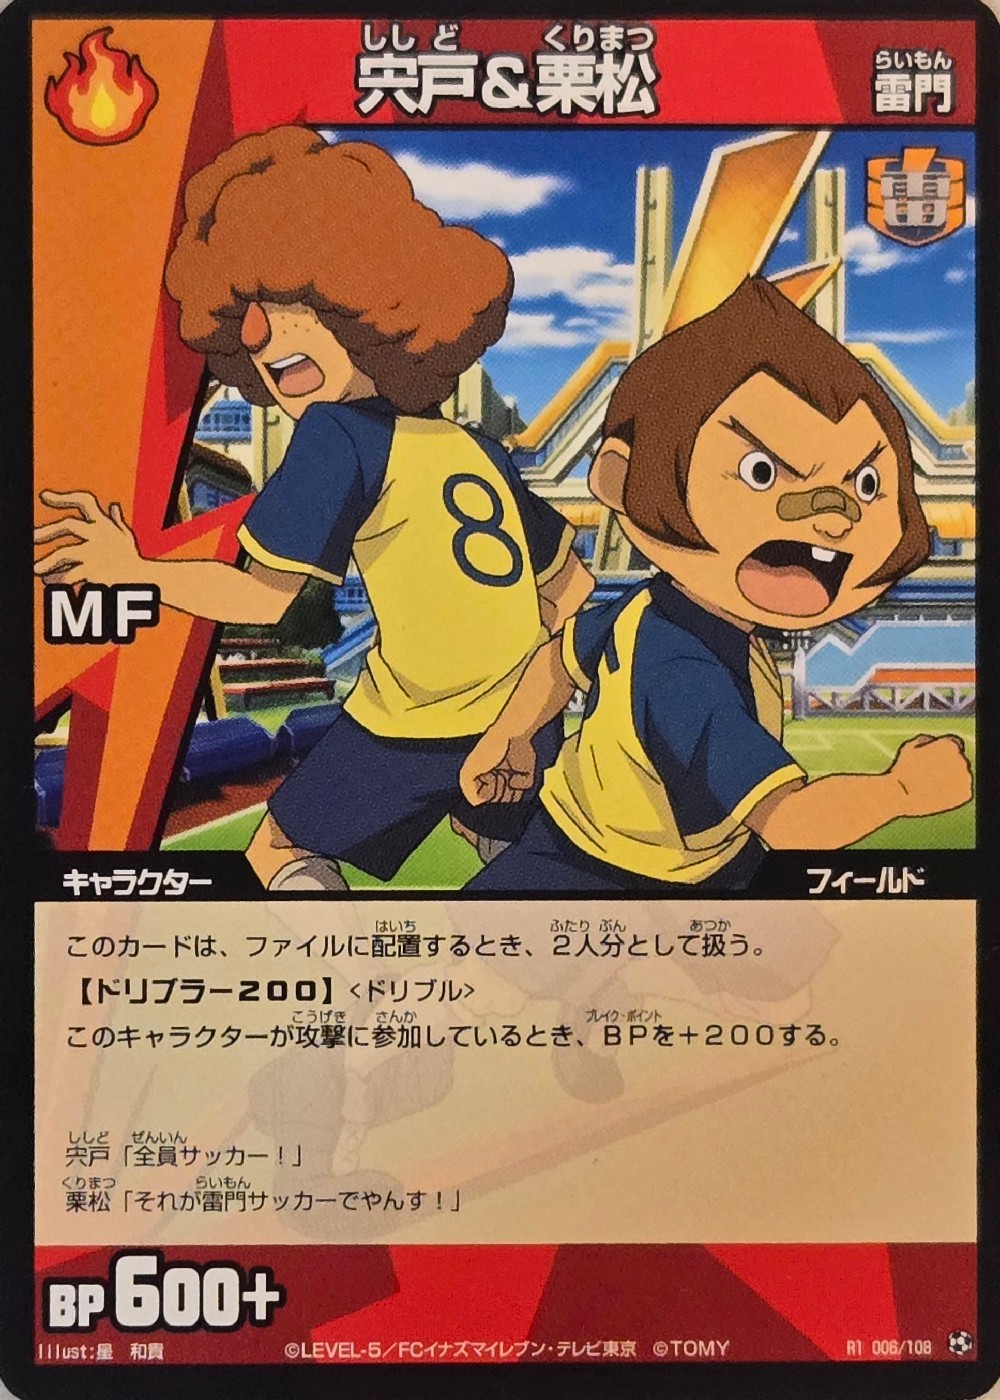 ししど くりまつ
宍戸&栗松
らいもん
雷門
雷
8
MF
キャラクター フィールド
はいち ふたり ぶん あつか
このカードは、ファイルに配置するとき、2人分として扱う。
【ドリブラー200】<ドリブル>
こうげき さんか ブレイク・ポイント
このキャラクターが攻撃に参加しているとき、BPを+200する。
ししど ぜんいん
宍戸「全員サッカー!」
くりまつ らいもん
栗松「それが雷門サッカーでやんす!」
BP 600+
Illust:星 和貴 ©LEVEL-5/FCイナズマイレブン・テレビ東京 ©TOMY R1 006/108